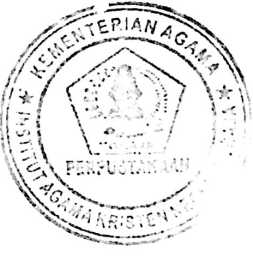 KEMENTERIAN AGAMA
PERPUSTAKAAN
INSTITUT AGAMA KRISTEN